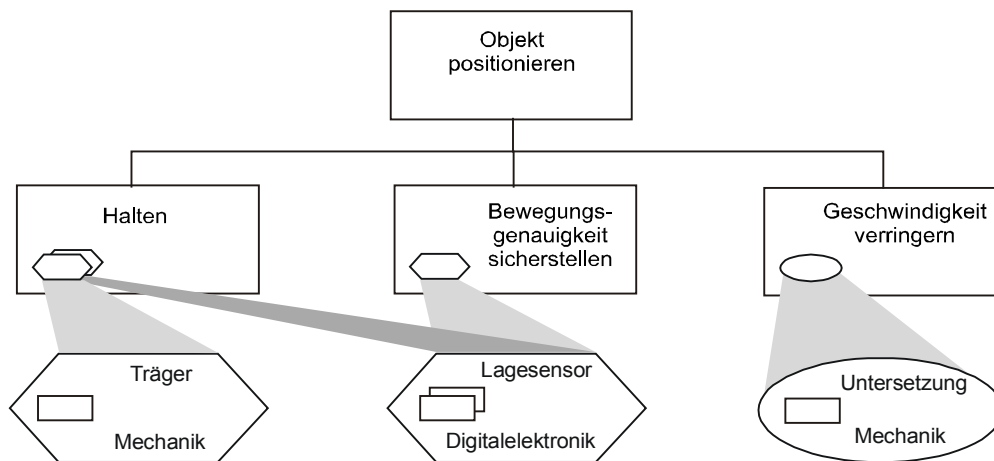 Objekt
positionieren
Halten
Bewegungs-
genauigkeit
sicherstellen
Geschwindigkeit
verringern
Träger
Mechanik
Lagesensor
Digitalelektronik
Untersetzung
Mechanik